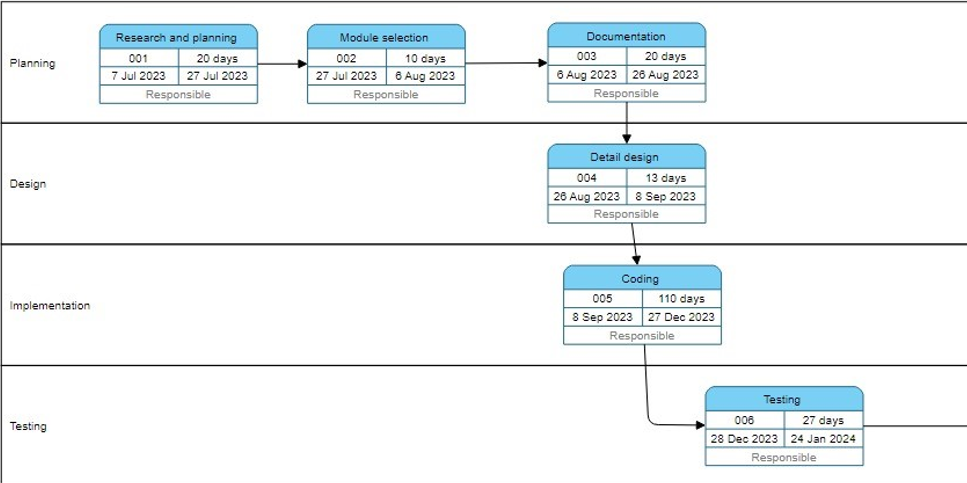 Planning
Research and planning
001 20 days
7 Jul 2023 27 Jul 2023
Responsible
Module selection
002 10 days
27 Jul 2023 6 Aug 2023
Responsible
Documentation
003 20 days
6 Aug 2023 26 Aug 2023
Responsible
Design
Detail design
004 13 days
26 Aug 2023 8 Sep 2023
Responsible
Implementation
Coding
005 110 days
8 Sep 2023 27 Dec 2023
Responsible
Testing
Testing
006 27 days
28 Dec 2023 24 Jan 2024
Responsible